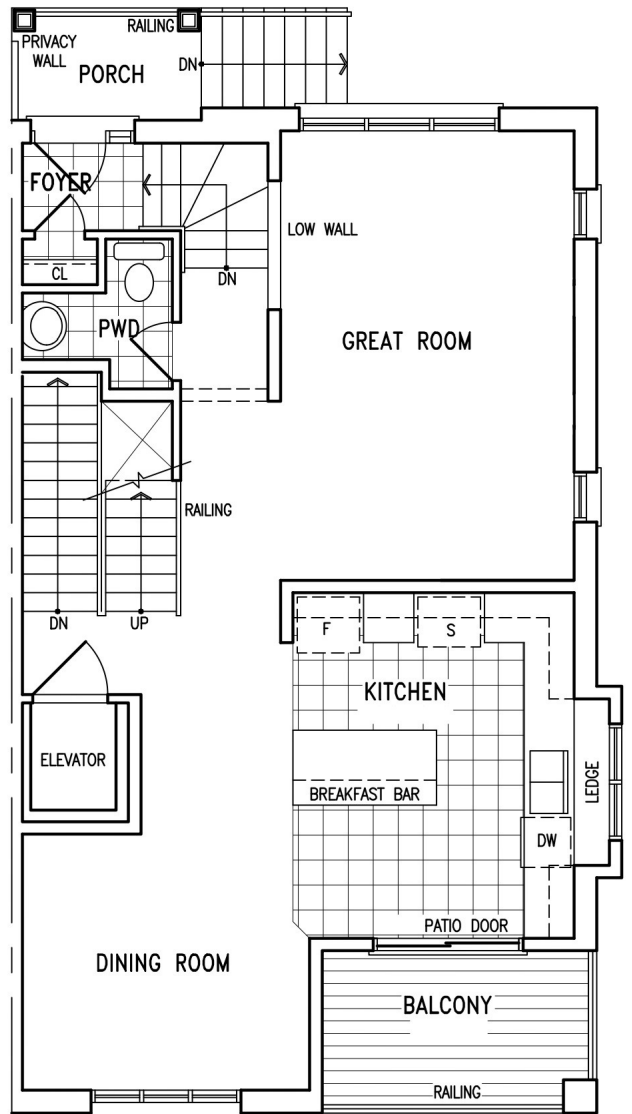 RAILING
PRIVACY
WALL
PORCH
DN
FOYER
LOW WALL
CL
DN
PWD
GREAT ROOM
RAILING
DN
UP
F
S
KITCHEN
ELEVATOR
LEDGE
BREAKFAST BAR
DW
PATIO DOOR
DINING ROOM
BALCONY
RAILING